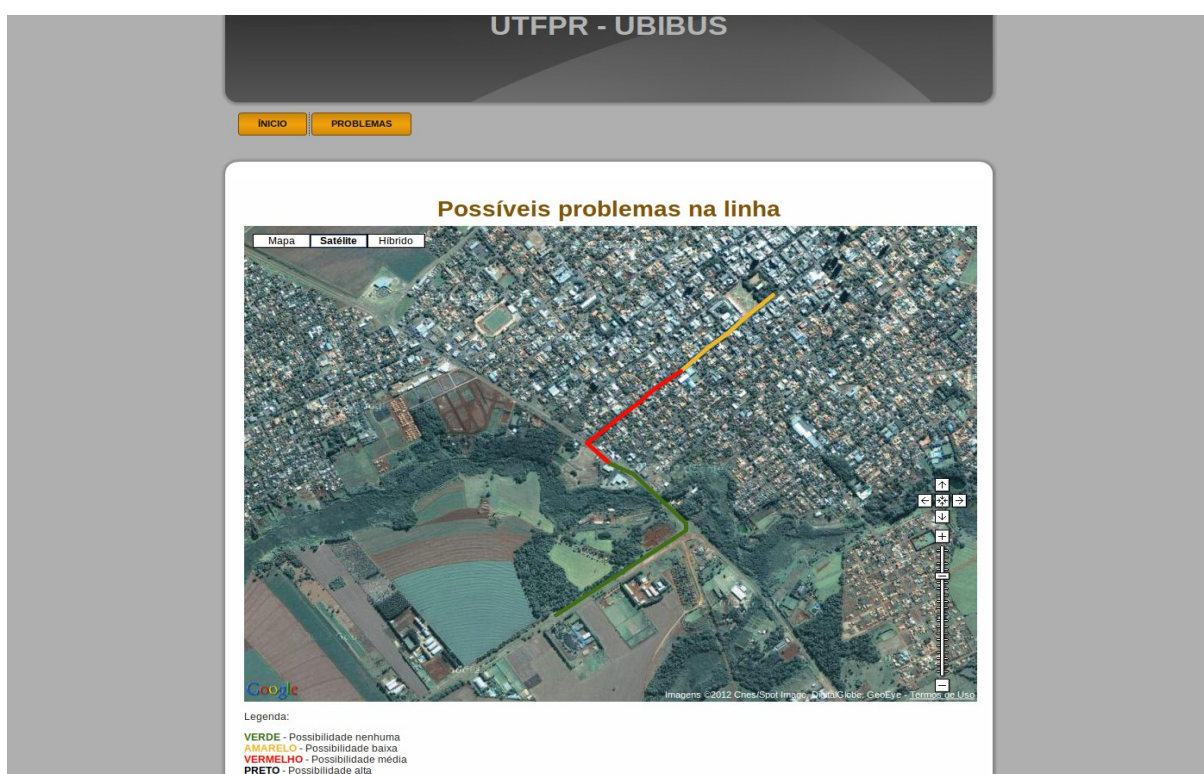 UTFPR - UBIBUS
ÍNICIO PROBLEMAS
Possíveis problemas na linha
Mapa Satélite Híbrido
Google
Imagens ©2012 Cnes/Spot Image, DigitalGlobe, GeoEye - Termos de Uso
Legenda:
VERDE - Possibilidade nenhuma
AMARELO - Possibilidade baixa
VERMELHO - Possibilidade média
PRETO - Possibilidade alta